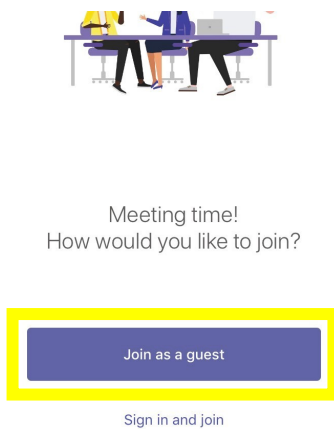 Meeting time!
How would you like to join?
Join as a guest
Sign in and join